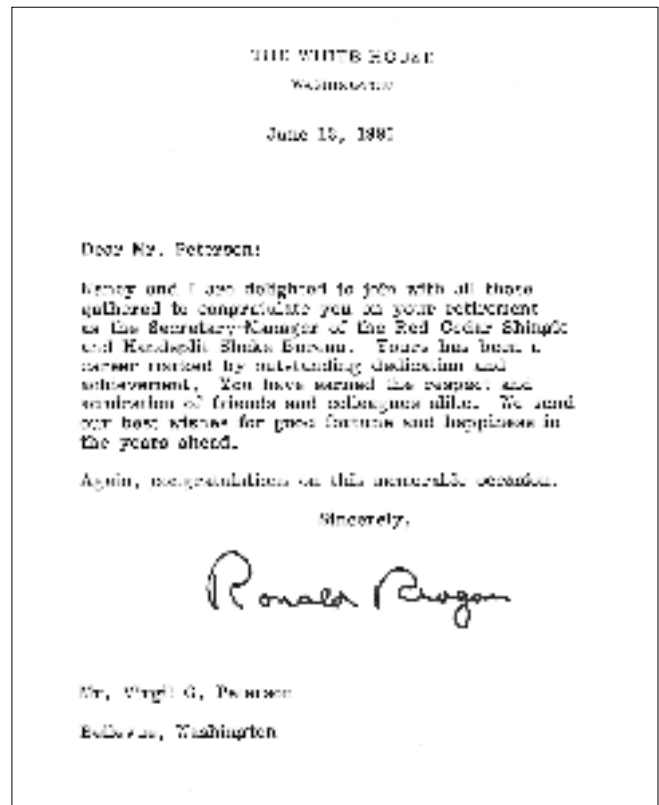 THE WHITE HOUSE
WASHINGTON
June 15,
Dear Mr. Peterson:
Nancy and I are delighted to join with all those
gathered to congratulate you on your retirement
as the Secretary-Manager of the Red Cedar Shingle
and Handsplit Shake Bureau. Yours has been a
career marked by outstanding dedication and
achievement. You have earned the respect and
admiration of friends and colleagues alike. We send
our best wishes for good fortune and happiness in
the years ahead.
Again, congratulations on this memorable occasion.
Sincerely,
Ronald Reagan
Mr. Virgil G. Peterson
Bellevue, Washington